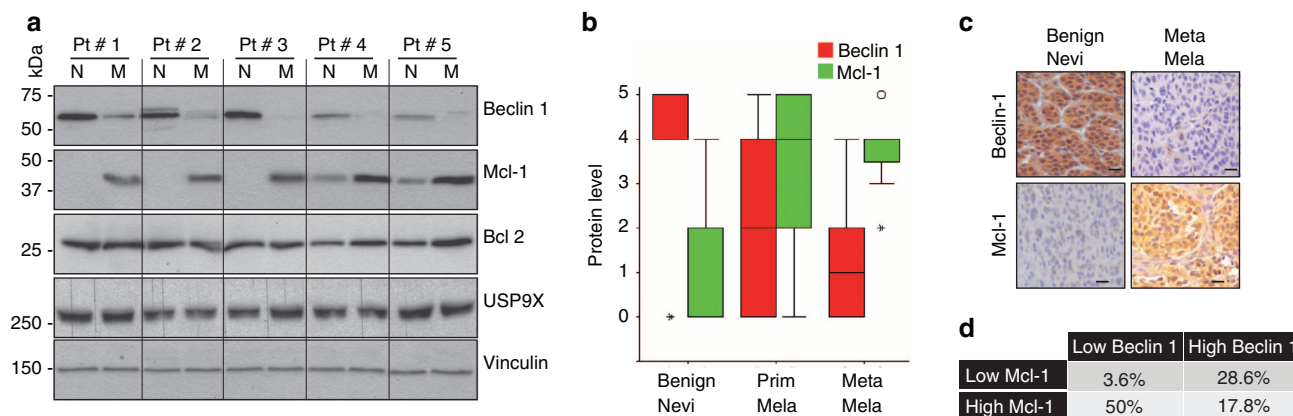 a
Pt # 1 Pt # 2 Pt # 3 Pt # 4 Pt # 5
kDa
N M N M N M N M N M
75 -
50 -
Beclin 1
50 -
37 -
Mcl-1
25 -
Bcl 2
250 -
USP9X
150 -
Vinculin
b
Beclin 1
Mcl-1
Protein level
5
4
3
2
1
0
Benign Nevi
Prim Mela
Meta Mela
c
Benign Nevi
Meta Mela
Beclin-1
Mcl-1
d
Low Beclin 1 High Beclin 1
Low Mcl-1 3.6% 28.6%
High Mcl-1 50% 17.8%